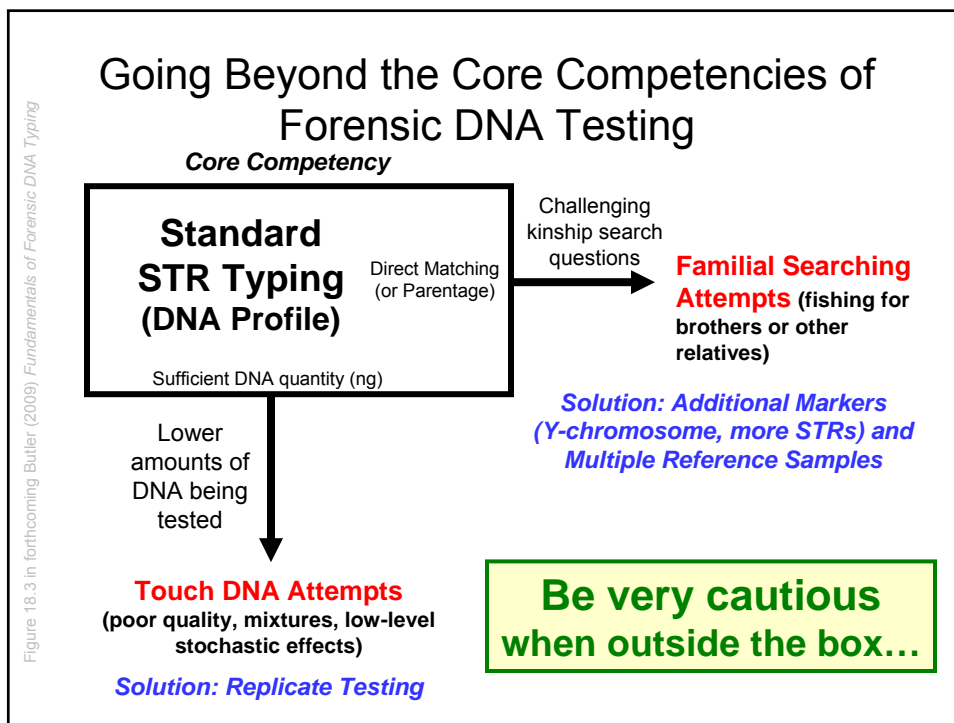 Going Beyond the Core Competencies of
Forensic DNA Testing
Figure 18.3 in forthcoming Butler (2009) Fundamentals of Forensic DNA Typing
Core Competency
Standard
STR Typing
(DNA Profile)
Direct Matching
(or Parentage)
Sufficient DNA quantity (ng)
Challenging
kinship search
questions
Familial Searching
Attempts (fishing for
brothers or other
relatives)
Solution: Additional Markers
(Y-chromosome, more STRs) and
Multiple Reference Samples
Lower
amounts of
DNA being
tested
Touch DNA Attempts
(poor quality, mixtures, low-level
stochastic effects)
Solution: Replicate Testing
Be very cautious
when outside the box…